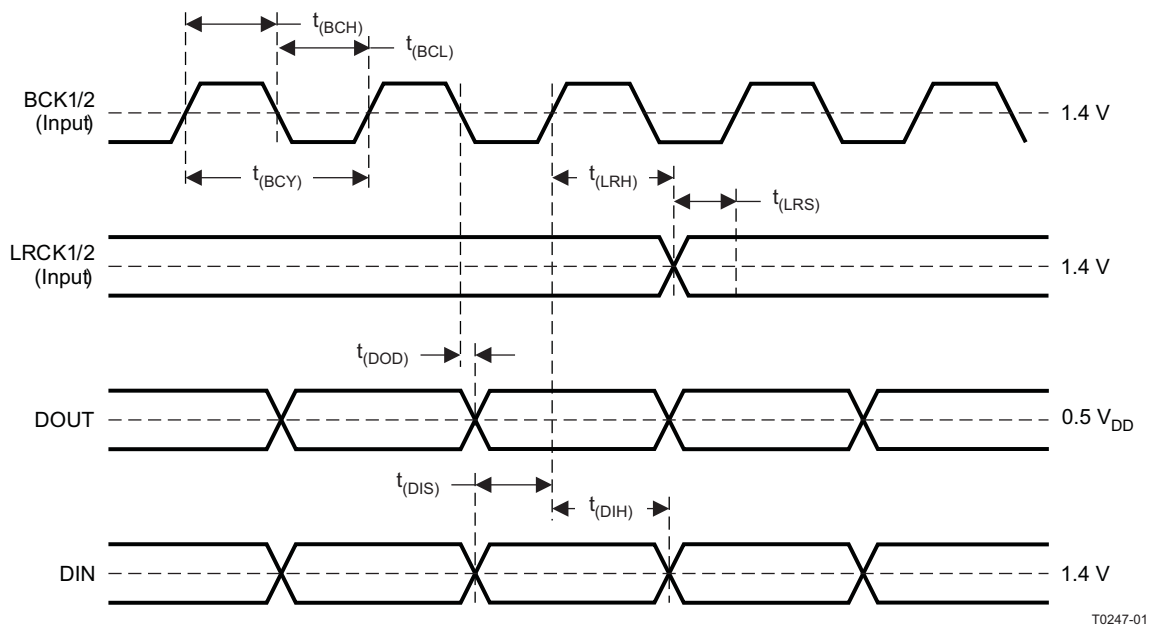 t(BCH)
t(BCL)
BCK1/2
(Input)
1.4 V
t(BCY)
t(LRH)
t(LRS)
LRCK1/2
(Input)
1.4 V
t(DOD)
DOUT
0.5 VDD
t(DIS)
t(DIH)
DIN
1.4 V
T0247-01